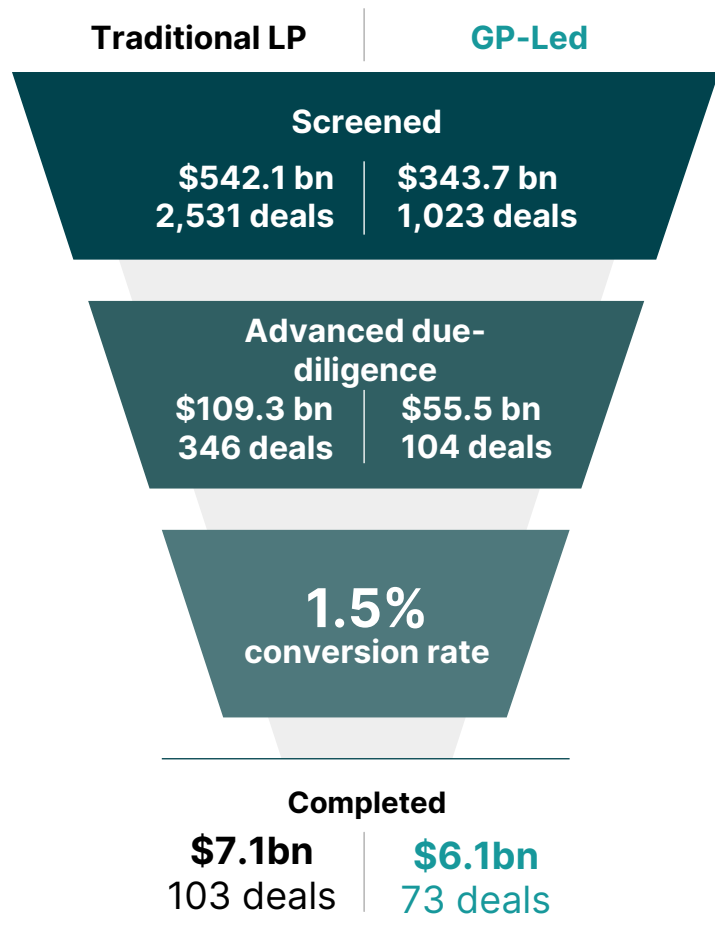 Traditional LP
GP-Led
Screened
$542.1 bn
$343.7 bn
2,531 deals
1,023 deals
Advanced due-
diligence
$109.3 bn
$55.5 bn
346 deals
104 deals
1.5%
conversion rate
Completed
$7.1bn
$6.1bn
103 deals
73 deals